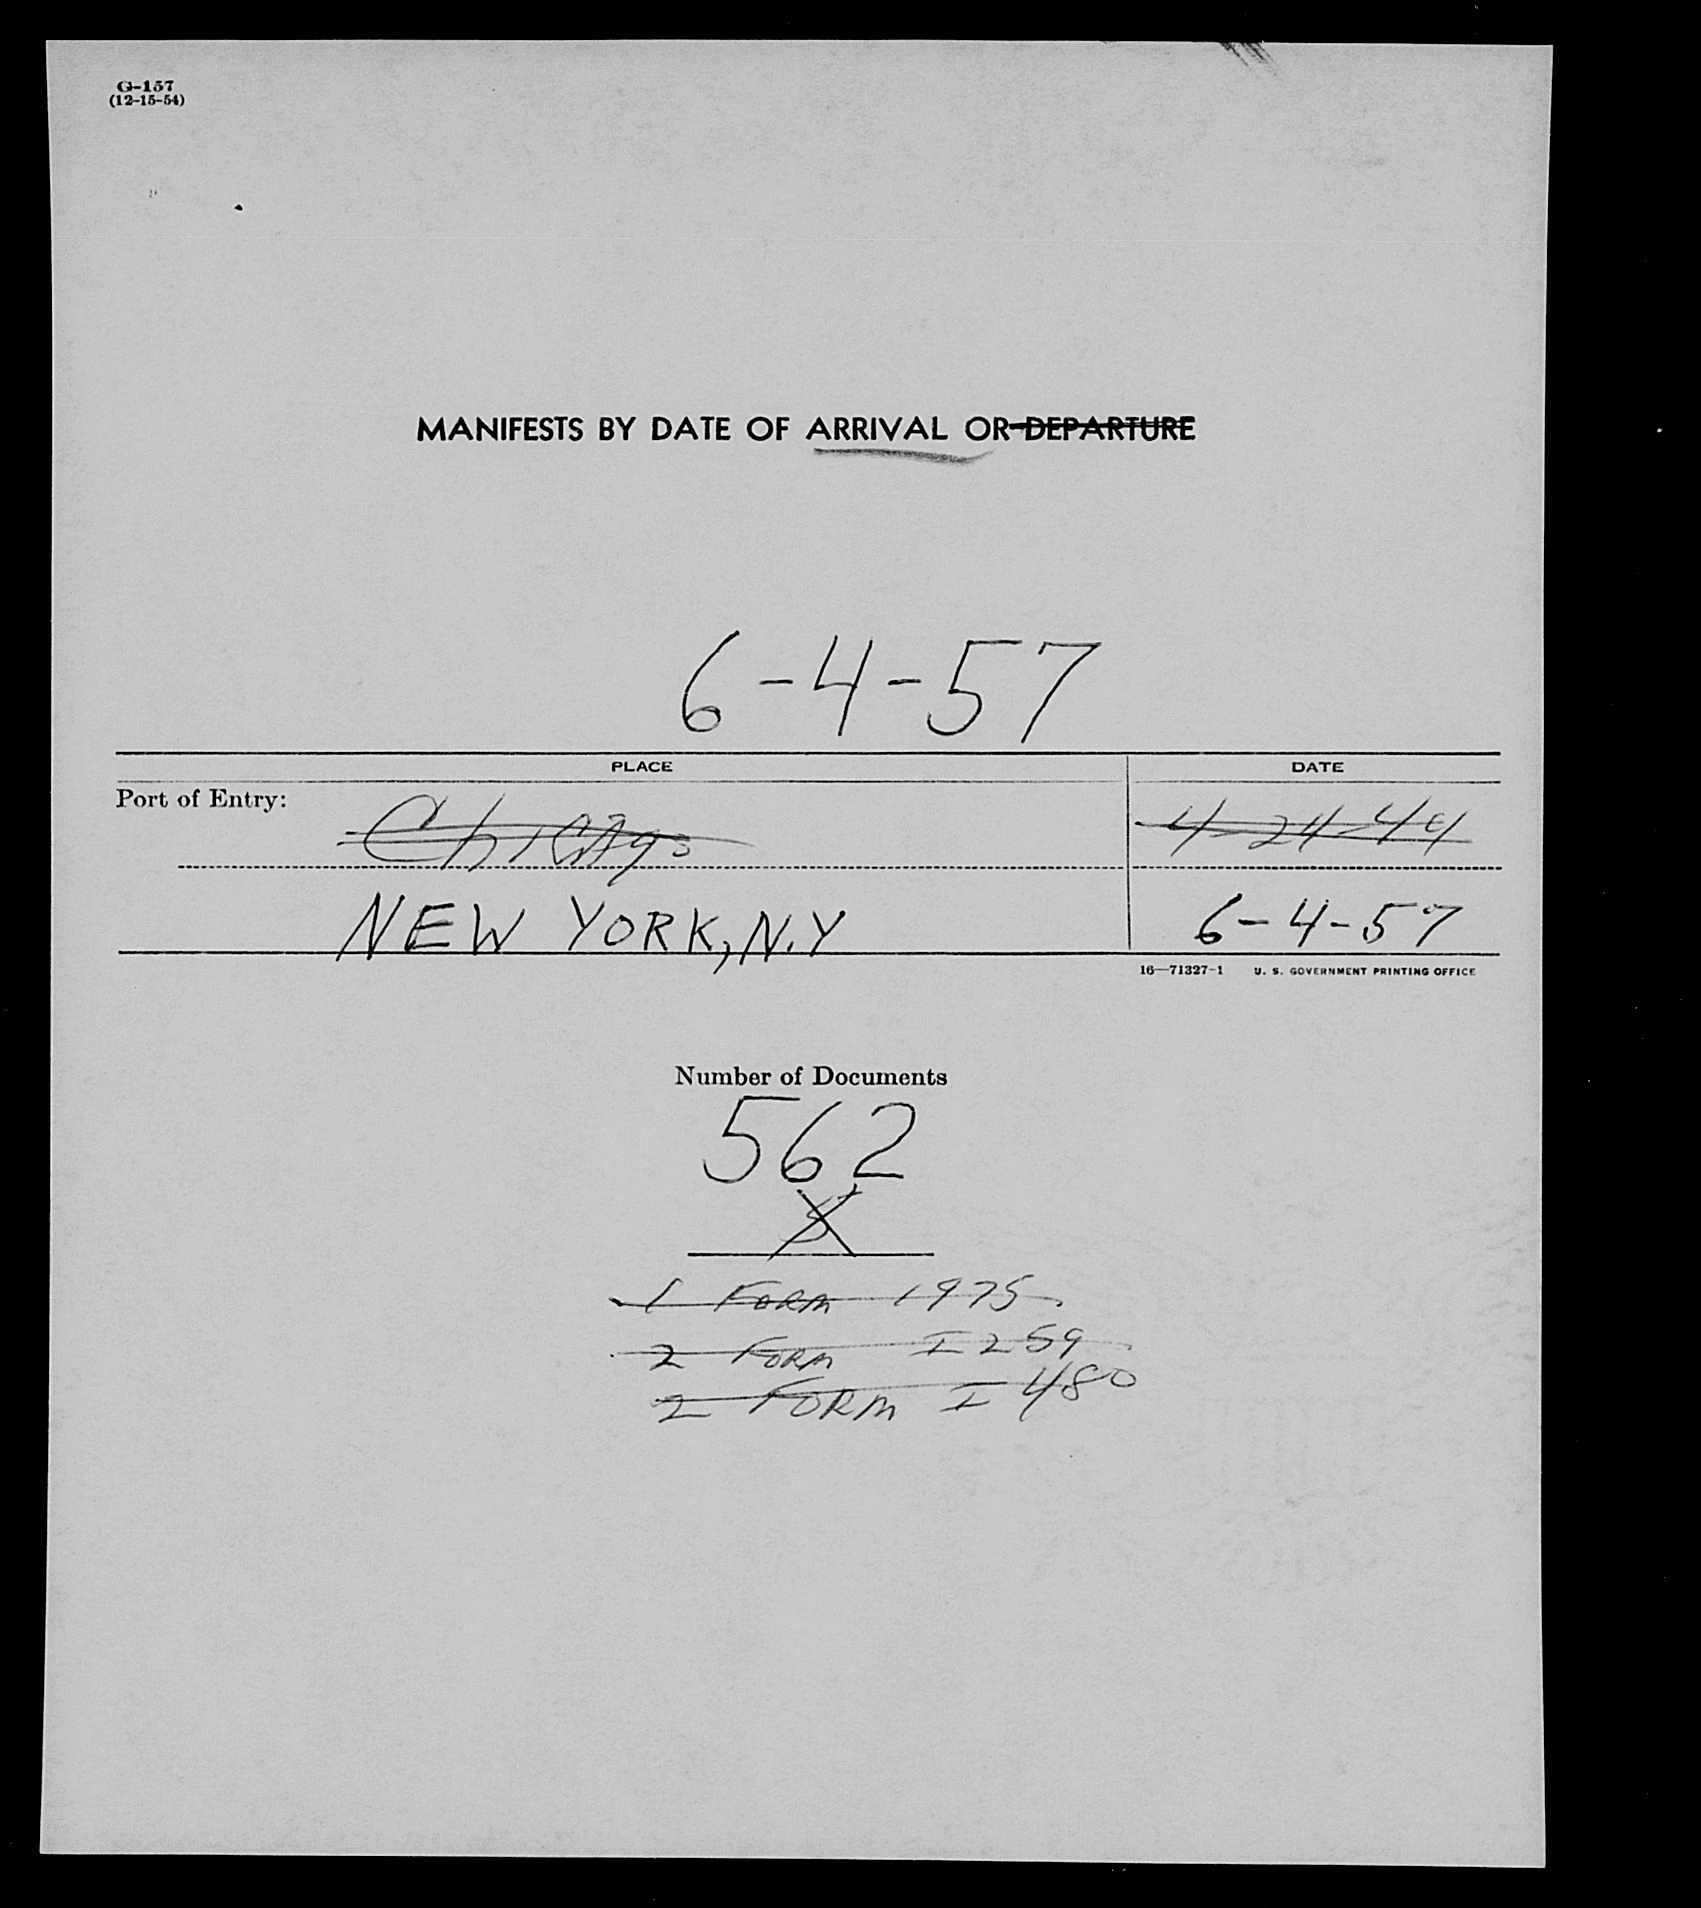 G-157
(12-15-54)
MANIFESTS BY DATE OF ARRIVAL OR DEPARTURE
6-4-57
PLACE DATE
Port of Entry: Chicago
NEW YORK, N.Y 6-4-57
16—71327-1 U. S. GOVERNMENT PRINTING OFFICE
Number of Documents
562
1 FORM 1975
2 FORM I 259
2 FORM I 480